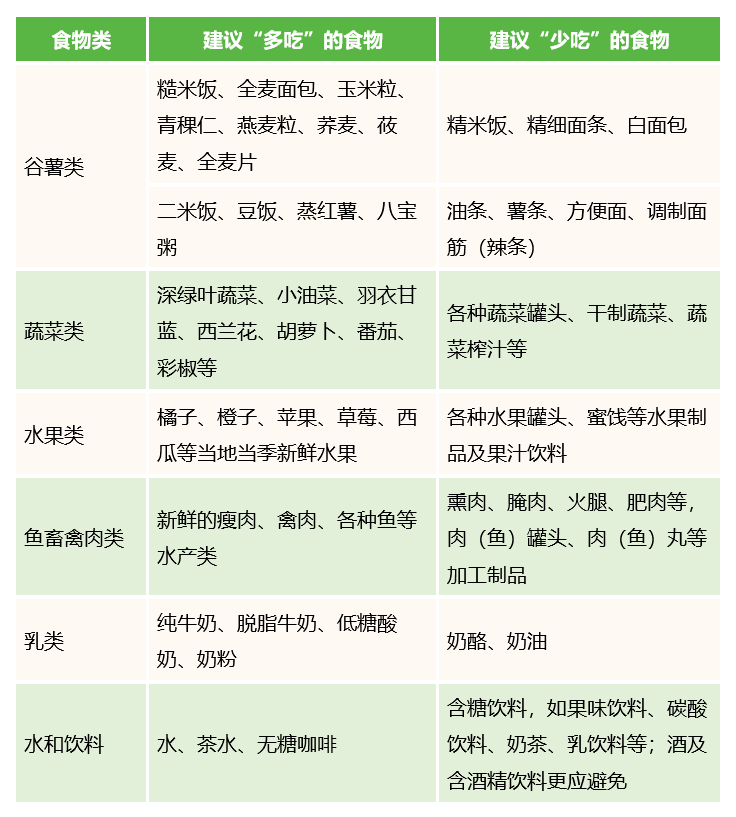 食物类
建议“多吃”的食物
建议“少吃”的食物
谷薯类
糙米饭、全麦面包、玉米粒、
青稞仁、燕麦粒、荞麦、莜
麦、全麦片
精米饭、精细面条、白面包
二米饭、豆饭、蒸红薯、八宝
粥
油条、薯条、方便面、调制面
筋（辣条）
蔬菜类
深绿叶蔬菜、小油菜、羽衣甘
蓝、西兰花、胡萝卜、番茄、
彩椒等
各种蔬菜罐头、干制蔬菜、蔬
菜榨汁等
水果类
橘子、橙子、苹果、草莓、西
瓜等当地当季新鲜水果
各种水果罐头、蜜饯等水果制
品及果汁饮料
鱼畜禽肉类
新鲜的瘦肉、禽肉、各种鱼等
水产类
熏肉、腌肉、火腿、肥肉等，
肉（鱼）罐头、肉（鱼）丸等
加工制品
乳类
纯牛奶、脱脂牛奶、低糖酸
奶、奶粉
奶酪、奶油
水和饮料
水、茶水、无糖咖啡
含糖饮料，如果味饮料、碳酸
饮料、奶茶、乳饮料等；酒及
含酒精饮料更应避免